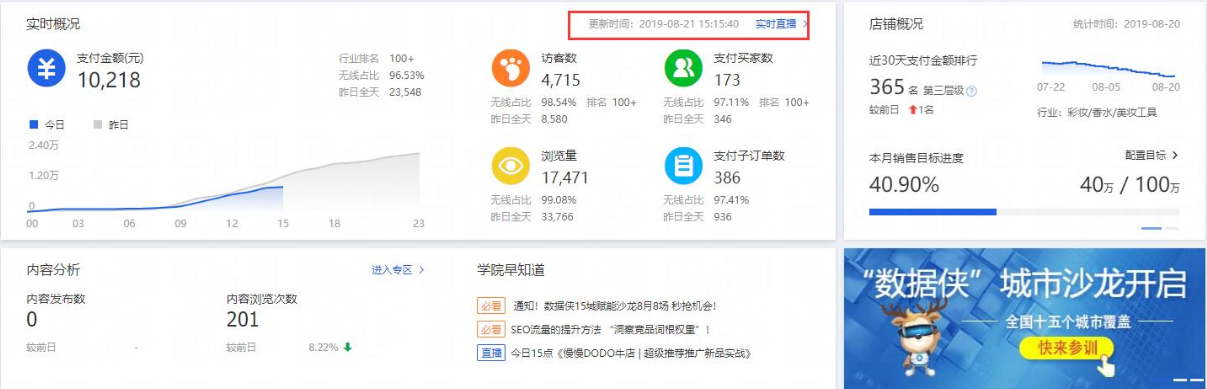 实时概况
更新时间：2019-08-21 15:15:40 实时直播 >
支付金额(元)
10,218
行业排名 100+
无线占比 96.53%
昨日全天 23,548
今日 昨日
2.40万
1.20万
0
00 03 06 09 12 15 18 23
访客数
4,715
无线占比 98.54% 排名 100+
昨日全天 8,580
支付买家数
173
无线占比 97.11% 排名 100+
昨日全天 346
浏览量
17,471
无线占比 99.08%
昨日全天 33,766
支付子订单数
386
无线占比 97.41%
昨日全天 936
店铺概况
统计时间：2019-08-20
近30天支付金额排行
365 名 第三层级 ?
较前日 1名
07-22 08-05 08-20
行业：彩妆/香水/美妆工具
本月销售目标进度
配置目标 >
40.90%
40万 / 100万
内容分析
进入专区 >
内容发布数
0
较前日 -
内容浏览次数
201
较前日 8.22%
学院早知道
必看 通知！数据侠15城赋能沙龙8月8场 秒抢机会！
必看 SEO流量的提升方法 “洞察竞品词根权重”！
直播 今日15点《慢慢DODO牛店 | 超级推荐推广新品实战》
“数据侠”城市沙龙开启
全国十五个城市覆盖
快来参训